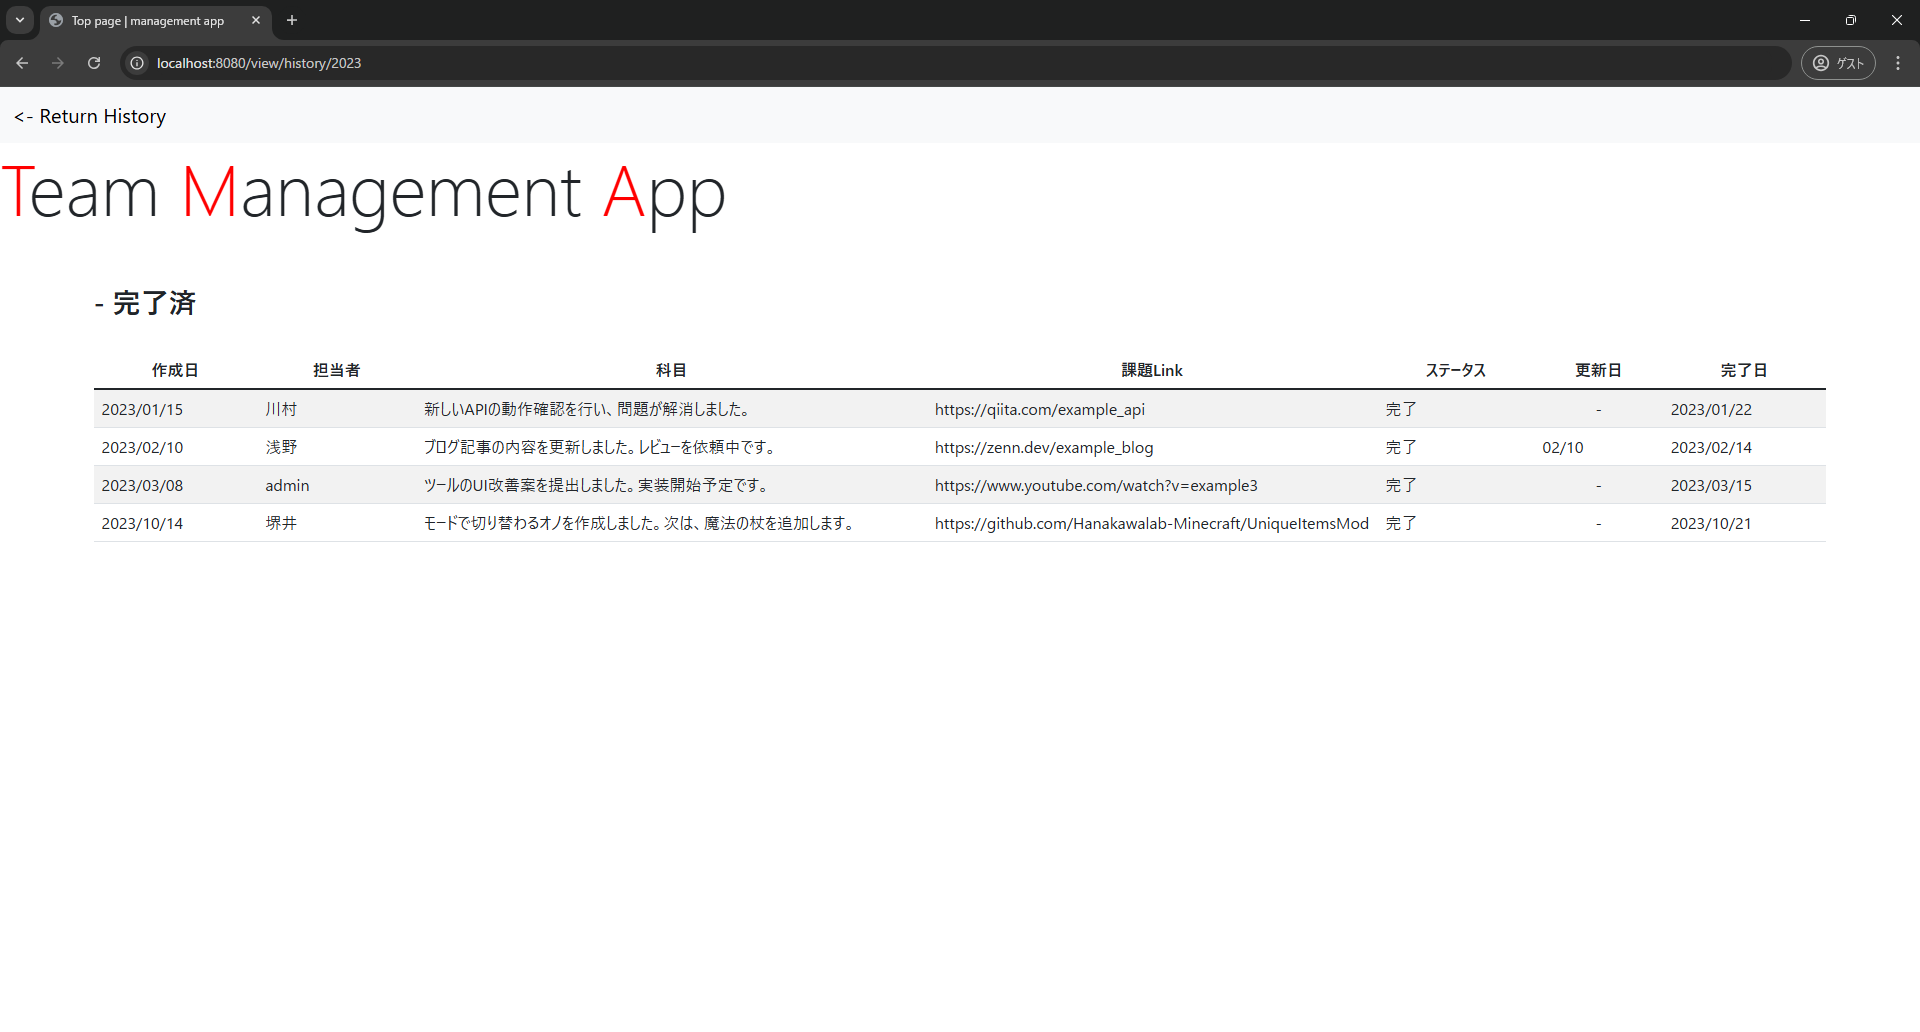 Top page | management app
localhost:8080/view/history/2023
ゲスト
<- Return History
Team Management App
- 完了済
作成日 担当者 科目 課題Link ステータス 更新日 完了日
2023/01/15 川村 新しいAPIの動作確認を行い、問題が解消しました。 https://qiita.com/example_api 完了 - 2023/01/22
2023/02/10 浅野 ブログ記事の内容を更新しました。レビューを依頼中です。 https://zenn.dev/example_blog 完了 02/10 2023/02/14
2023/03/08 admin ツールのUI改善案を提出しました。実装開始予定です。 https://www.youtube.com/watch?v=example3 完了 - 2023/03/15
2023/10/14 堺井 モードで切り替わるオノを作成しました。次は、魔法の杖を追加します。 https://github.com/Hanakawalab-Minecraft/UniqueItemsMod 完了 - 2023/10/21